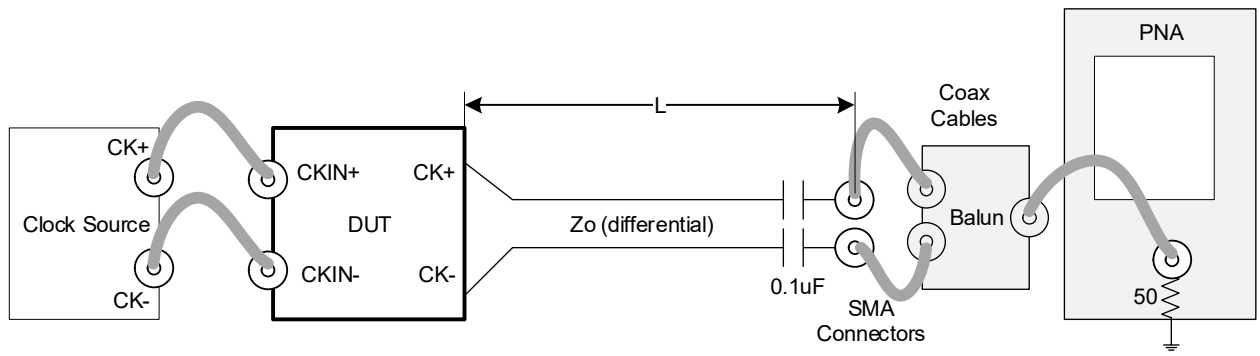 PNA
L
Coax
Cables
CK+
CKIN+
CK+
Clock Source
DUT
Zo (differential)
Balun
CKIN-
CK-
CK-
0.1uF
50
SMA
Connectors